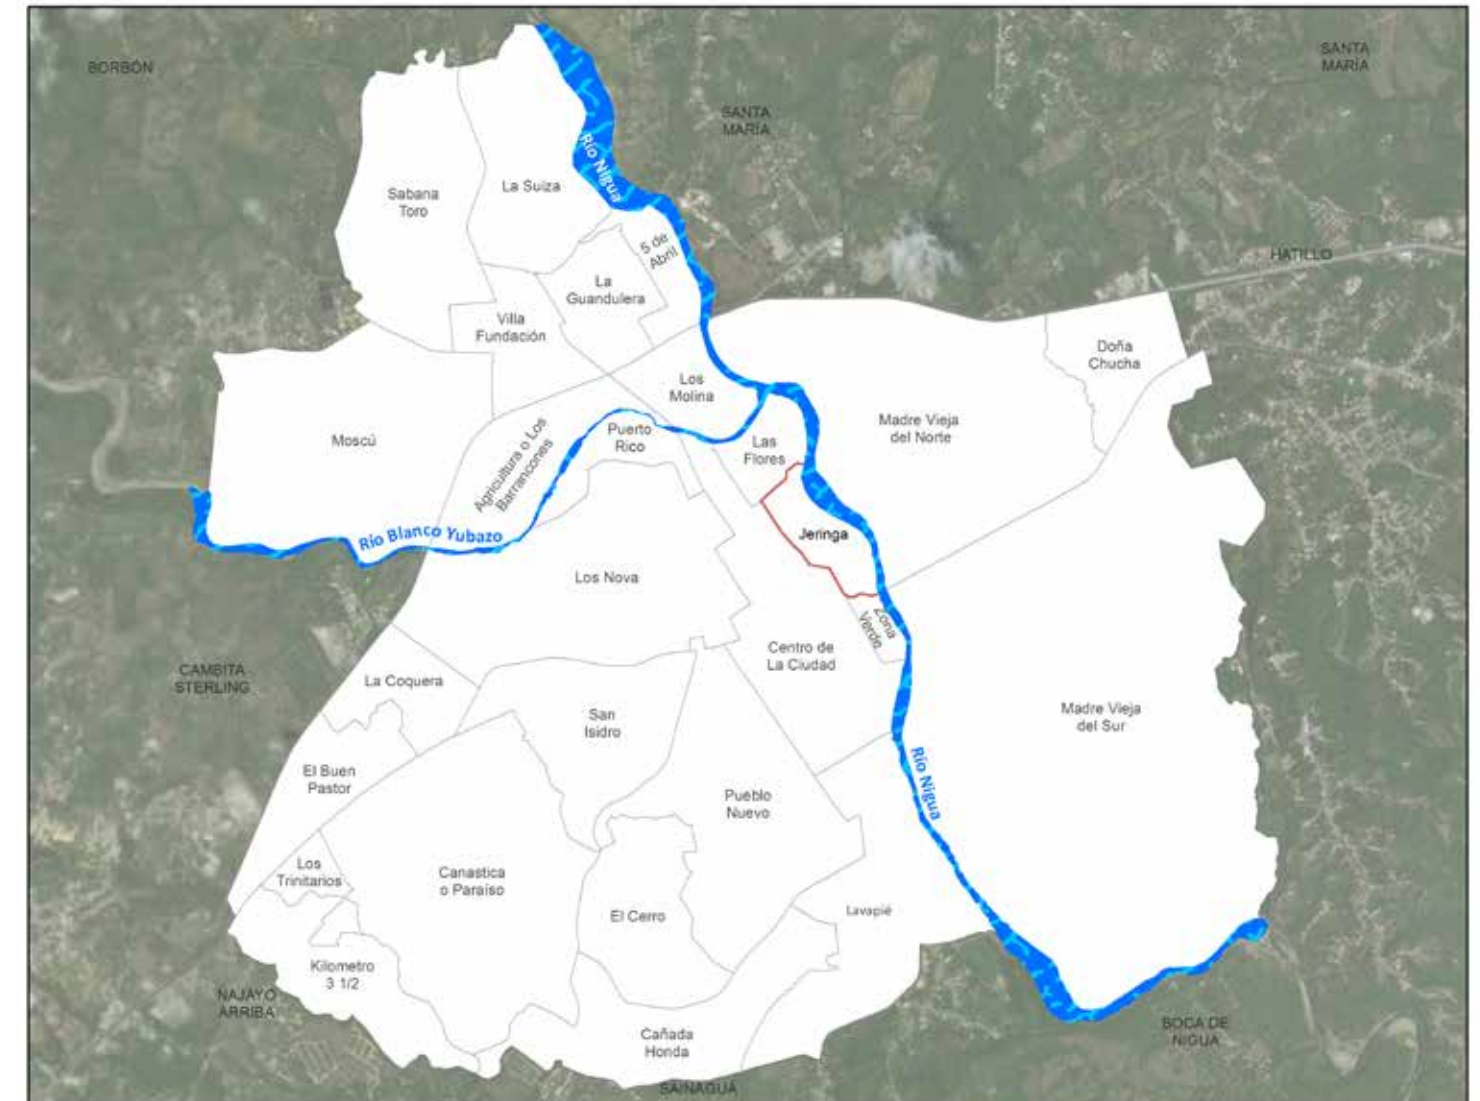 BORBÓN
SANTA
MARÍA
SANTA
MARÍA
Río Nigua
La Suiza
Sabana
Toro
5 de
Abril
HATILLO
La
Guandulera
Villa
Fundación
Doña
Chucha
Los
Molina
Madre Vieja
del Norte
Moscú
Puerto
Rico
Las
Flores
Agricultura o Los
Barrancones
Río Blanco Yubazo
Jeringa
Los Nova
Zona
Verde
Centro de
La Ciudad
CAMBITA
STERLING
La Coquera
San
Isidro
Madre Vieja
del Sur
El Buen
Pastor
Pueblo
Nuevo
Río Nigua
Los
Trinitarios
Canastica
o Paraíso
El Cerro
Lavapié
Kilometro
3 1/2
NAJAYO
ARRIBA
Cañada
Honda
BOCA DE
NIGUA
SAINAGUÁ